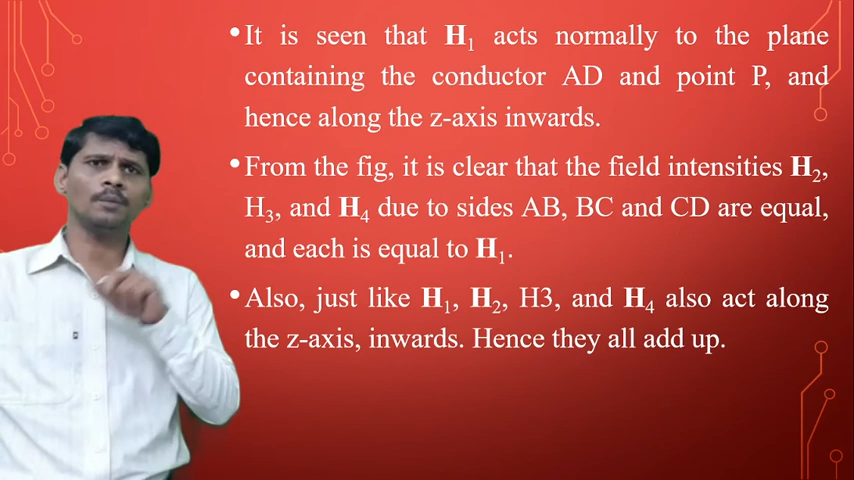 •It is seen that H₁ acts normally to the plane
containing the conductor AD and point P, and
hence along the z-axis inwards.
•From the fig, it is clear that the field intensities H₂,
H₃, and H₄ due to sides AB, BC and CD are equal,
and each is equal to H₁.
•Also, just like H₁, H₂, H3, and H₄ also act along
the z-axis, inwards. Hence they all add up.